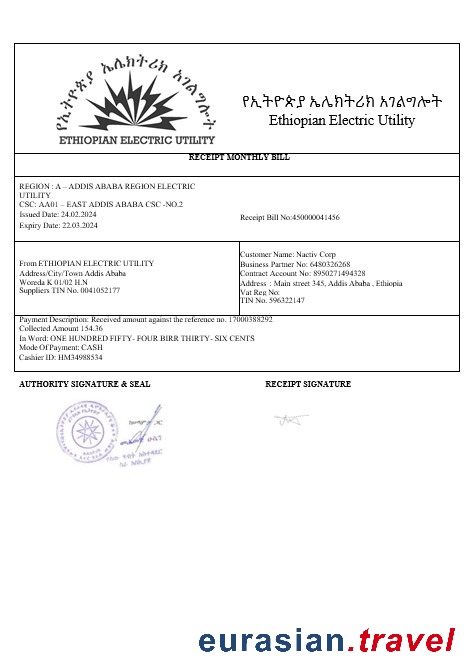 የኢትዮጵያ ኤሌክትሪክ አገልግሎት
ETHIOPIAN ELECTRIC UTILITY
የኢትዮጵያ ኤሌክትሪክ አገልግሎት
Ethiopian Electric Utility
RECEIPT MONTHLY BILL
REGION : A – ADDIS ABABA REGION ELECTRIC
UTILITY
CSC: AA01 – EAST ADDIS ABABA CSC -NO.2
Issued Date: 24.02.2024
Expiry Date: 22.03.2024
Receipt Bill No:450000041456
From ETHIOPIAN ELECTRIC UTILITY
Address/City/Town Addis Ababa
Woreda K 01/02 H.N
Suppliers TIN No. 0041052177
Customer Name: Nactiv Corp
Business Partner No: 6480326268
Contract Account No: 8950271494328
Address : Main street 345, Addis Ababa , Ethiopia
Vat Reg No:
TIN No. 596322147
Payment Description: Received amount against the reference no. 17000388292
Collected Amount 154.36
In Word: ONE HUNDRED FIFTY- FOUR BIRR THIRTY- SIX CENTS
Mode Of Payment: CASH
Cashier ID: HM34988534
AUTHORITY SIGNATURE & SEAL
RECEIPT SIGNATURE
eurasian.travel